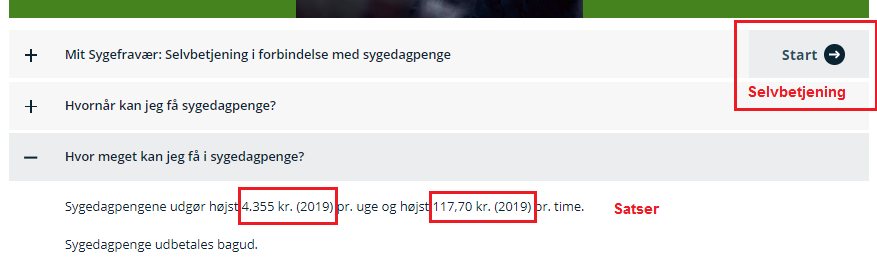 Mit Sygefravær: Selvbetjening i forbindelse med sygedagpenge
Start
Selvbetjening
Hvornår kan jeg få sygedagpenge?
Hvor meget kan jeg få i sygedagpenge?
Sygedagpengene udgør højst 4.355 kr. (2019) pr. uge og højst 117,70 kr. (2019) pr. time.
Satser
Sygedagpenge udbetales bagud.